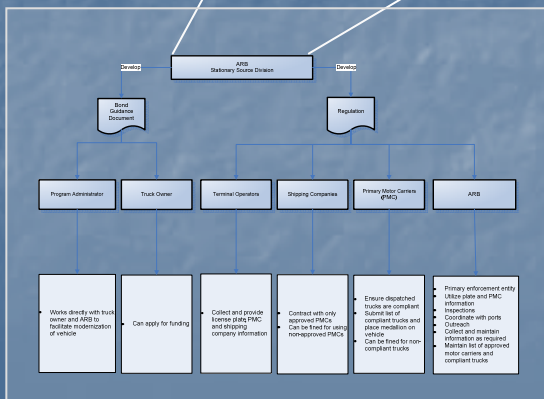 ARB
Stationary Source Division
Develop
Develop
Bond
Guidance
Document
Regulation
Program Administrator
Truck Owner
Terminal Operators
Shipping Companies
Primary Motor Carriers
(PMC)
ARB
• Works directly with truck
owner and ARB to
facilitate modernization
of vehicle
• Can apply for funding
• Collect and provide
license plate, PMC
and shipping
company information
• Contract with only
approved PMCs
• Can be fined for using
non-approved PMCs
• Ensure dispatched
trucks are compliant
• Submit list of
compliant trucks and
place medallion on
vehicle
• Can be fined for non-
compliant trucks
• Primary enforcement entity
• Utilize plate and PMC
information
• Inspections
• Coordinate with ports
• Outreach
• Collect and maintain
information as required
• Maintain list of approved
motor carriers and
compliant trucks